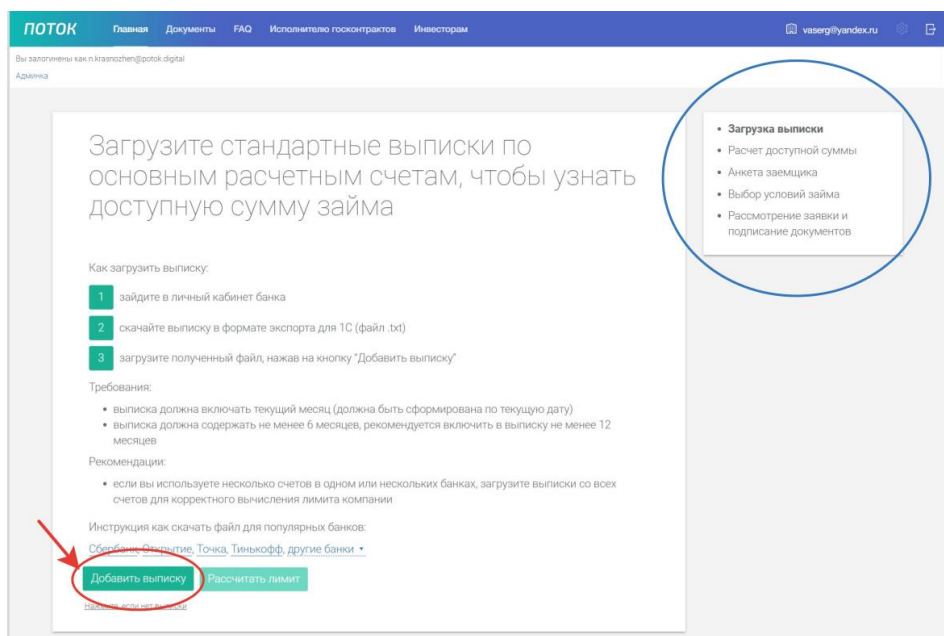 ПОТОК Главная Документы FAQ Исполнителю госконтрактов Инвесторам vaserg@yandex.ru
Вы залогинены как n.krasnozhen@potok.digital
Админка
Загрузите стандартные выписки по
основным расчетным счетам, чтобы узнать
доступную сумму займа
Как загрузить выписку:
1 зайдите в личный кабинет банка
2 скачайте выписку в формате экспорта для 1С (файл .txt)
3 загрузите полученный файл, нажав на кнопку "Добавить выписку"
Требования:
• выписка должна включать текущий месяц (должна быть сформирована по текущую дату)
• выписка должна содержать не менее 6 месяцев, рекомендуется включить в выписку не менее 12
месяцев
Рекомендации:
• если вы используете несколько счетов в одном или нескольких банках, загрузите выписки со всех
счетов для корректного вычисления лимита компании
Инструкция как скачать файл для популярных банков:
Сбербанк, Открытие, Точка, Тинькофф, другие банки
Добавить выписку Рассчитать лимит
Нажмите, если нет выписки
• Загрузка выписки
• Расчет доступной суммы
• Анкета заемщика
• Выбор условий займа
• Рассмотрение заявки и
подписание документов